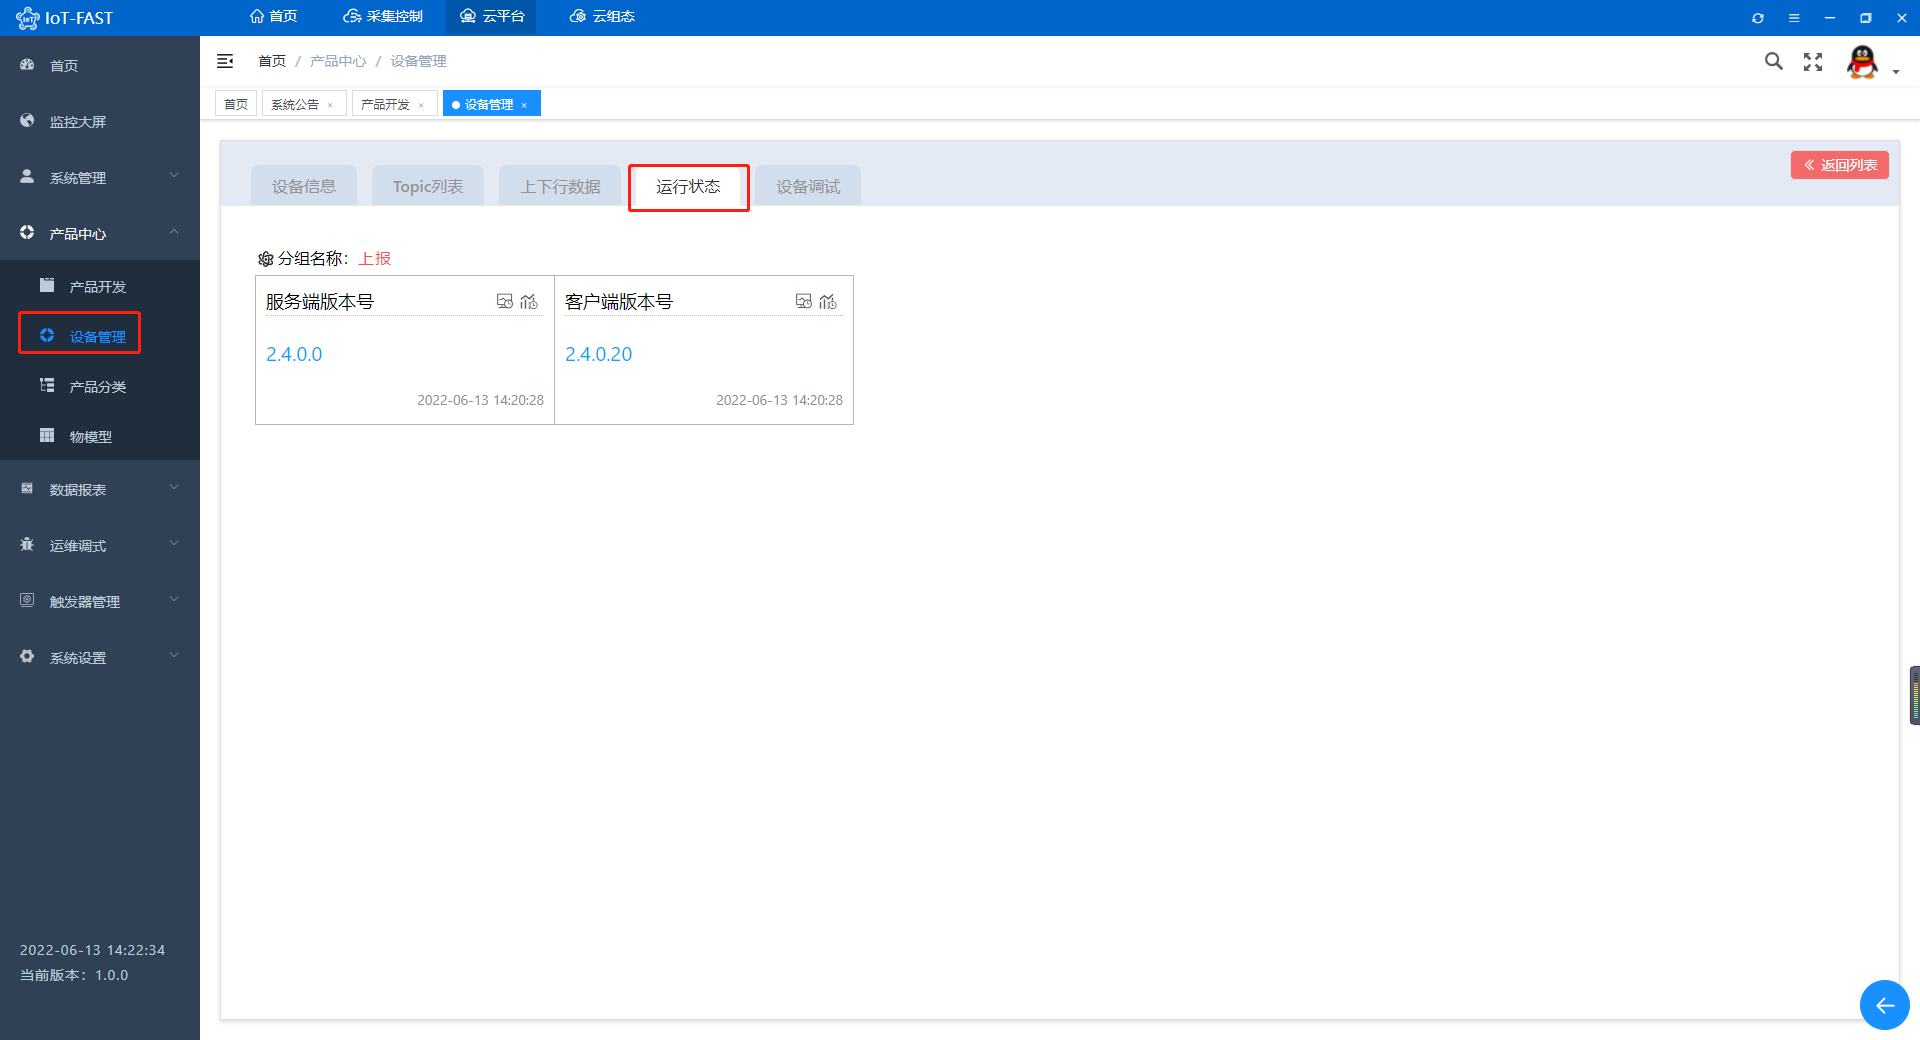 IoT-FAST
首页
采集控制
云平台
云组态
首页 / 产品中心 / 设备管理
首页
系统公告 ×
产品开发 ×
设备管理 ×
首页
监控大屏
系统管理
产品中心
产品开发
设备管理
产品分类
物模型
数据报表
运维调式
触发器管理
系统设置
2022-06-13 14:22:34
当前版本：1.0.0
设备信息
Topic列表
上下行数据
运行状态
设备调试
返回列表
分组名称：上报
服务端版本号
2.4.0.0
2022-06-13 14:20:28
客户端版本号
2.4.0.20
2022-06-13 14:20:28